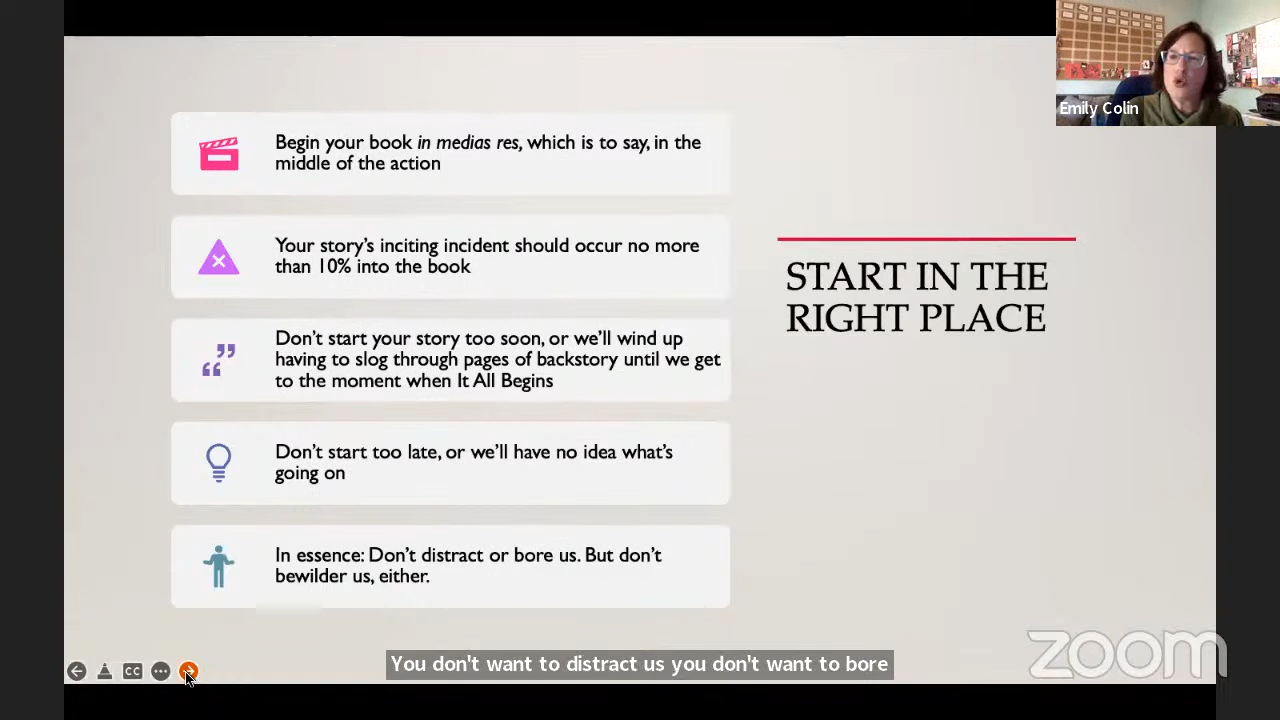 Emily Colin
Begin your book in medias res, which is to say, in the
middle of the action
Your story's inciting incident should occur no more
than 10% into the book
Don't start your story too soon, or we'll wind up
having to slog through pages of backstory until we get
to the moment when It All Begins
Don't start too late, or we'll have no idea what's
going on
In essence: Don't distract or bore us. But don't
bewilder us, either.
START IN THE
RIGHT PLACE
CC
You don't want to distract us you don't want to bore
zoom